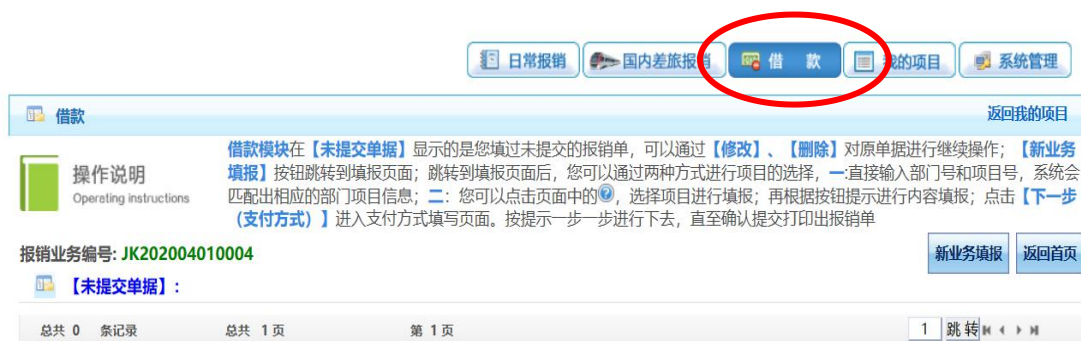 日常报销 国内差旅报销 借 款 我的项目 系统管理
借款 返回我的项目
操作说明
Operating instructions
借款模块在【未提交单据】显示的是您填过未提交的报销单，可以通过【修改】、【删除】对原单据进行继续操作；【新业务
填报】按钮跳转到填报页面；跳转到填报页面后，您可以通过两种方式进行项目的选择，一:直接输入部门号和项目号，系统会
匹配出相应的部门项目信息；二：您可以点击页面中的，选择项目进行填报；再根据按钮提示进行内容填报；点击【下一步
（支付方式）】进入支付方式填写页面。按提示一步一步进行下去，直至确认提交打印出报销单
报销业务编号: JK202004010004 新业务填报 返回首页
【未提交单据】:
总共 0 条记录 总共 1 页 第 1 页 1 跳 转